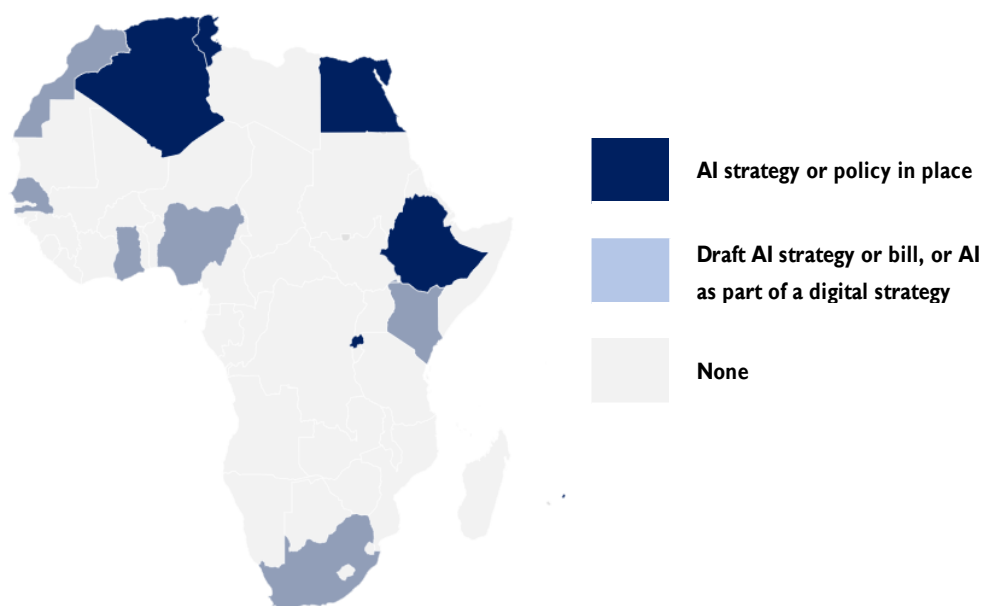 AI strategy or policy in place
Draft AI strategy or bill, or AI
as part of a digital strategy
None